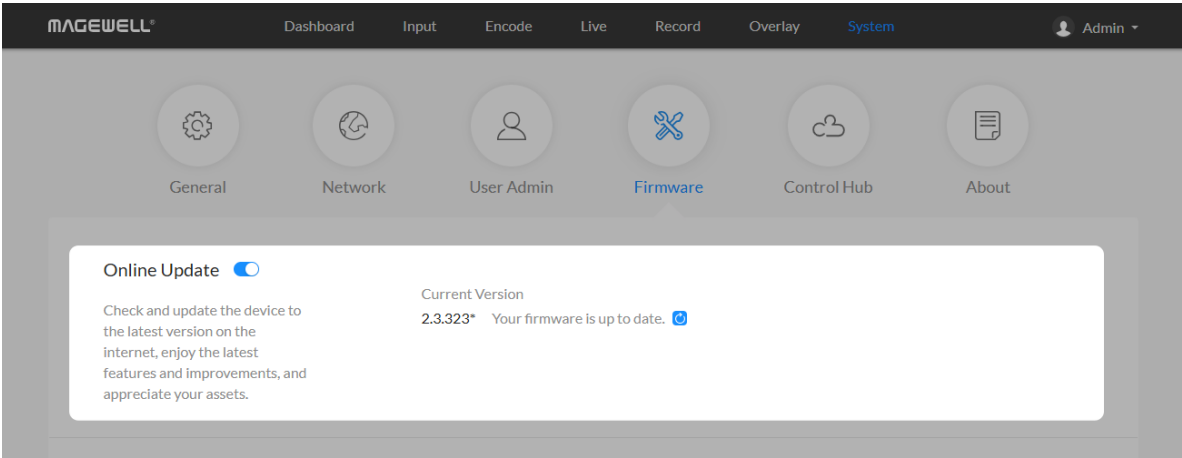 MAGEWELL®
Dashboard Input Encode Live Record Overlay System Admin
General Network User Admin Firmware Control Hub About
Online Update
Check and update the device to
the latest version on the
internet, enjoy the latest
features and improvements, and
appreciate your assets.
Current Version
2.3.323* Your firmware is up to date.